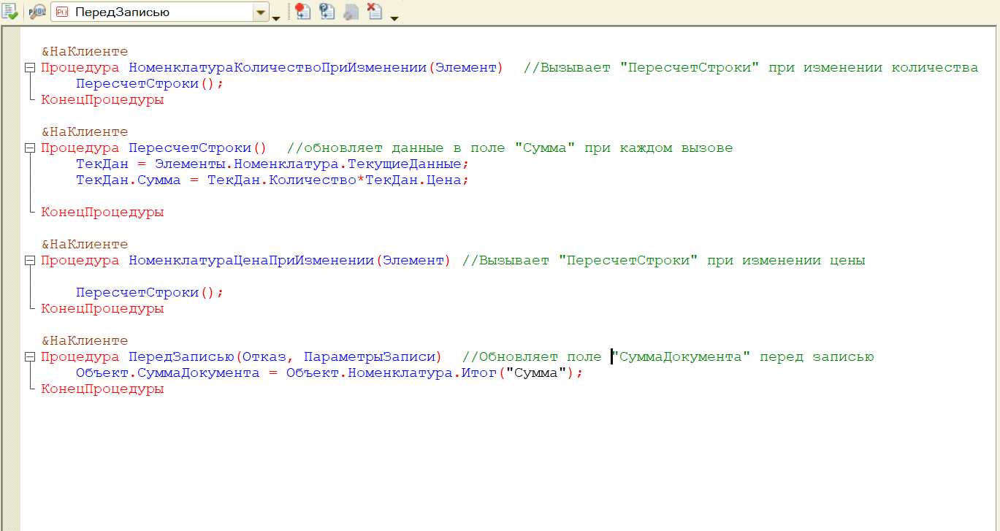 ПередЗаписью
&НаКлиенте
Процедура НоменклатураКоличествоПриИзменении(Элемент) //Вызывает "ПересчетСтроки" при изменении количества
ПересчетСтроки();
КонецПроцедуры
&НаКлиенте
Процедура ПересчетСтроки() //обновляет данные в поле "Сумма" при каждом вызове
ТекДан = Элементы.Номенклатура.ТекущиеДанные;
ТекДан.Сумма = ТекДан.Количество*ТекДан.Цена;
КонецПроцедуры
&НаКлиенте
Процедура НоменклатураЦенаПриИзменении(Элемент) //Вызывает "ПересчетСтроки" при изменении цены
ПересчетСтроки();
КонецПроцедуры
&НаКлиенте
Процедура ПередЗаписью(Отказ, ПараметрыЗаписи) //Обновляет поле "СуммаДокумента" перед записью
Объект.СуммаДокумента = Объект.Номенклатура.Итог("Сумма");
КонецПроцедуры